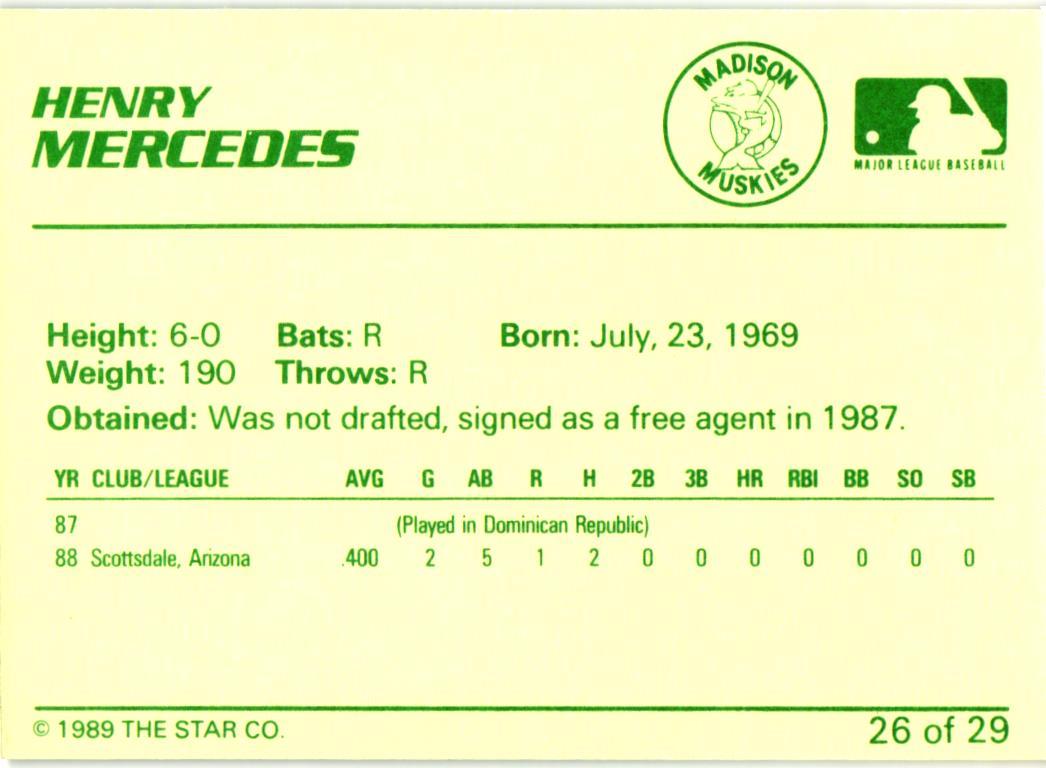 HENRY
MERCEDES
MADISON
MUSKIES
MAJOR LEAGUE BASEBALL
Height: 6-0 Bats: R Born: July, 23, 1969
Weight: 190 Throws: R
Obtained: Was not drafted, signed as a free agent in 1987.
YR CLUB/LEAGUE AVG G AB R H 2B 3B HR RBI BB SO SB
87 (Played in Dominican Republic)
88 Scottsdale, Arizona .400 2 5 1 2 0 0 0 0 0 0 0
© 1989 THE STAR CO. 26 of 29